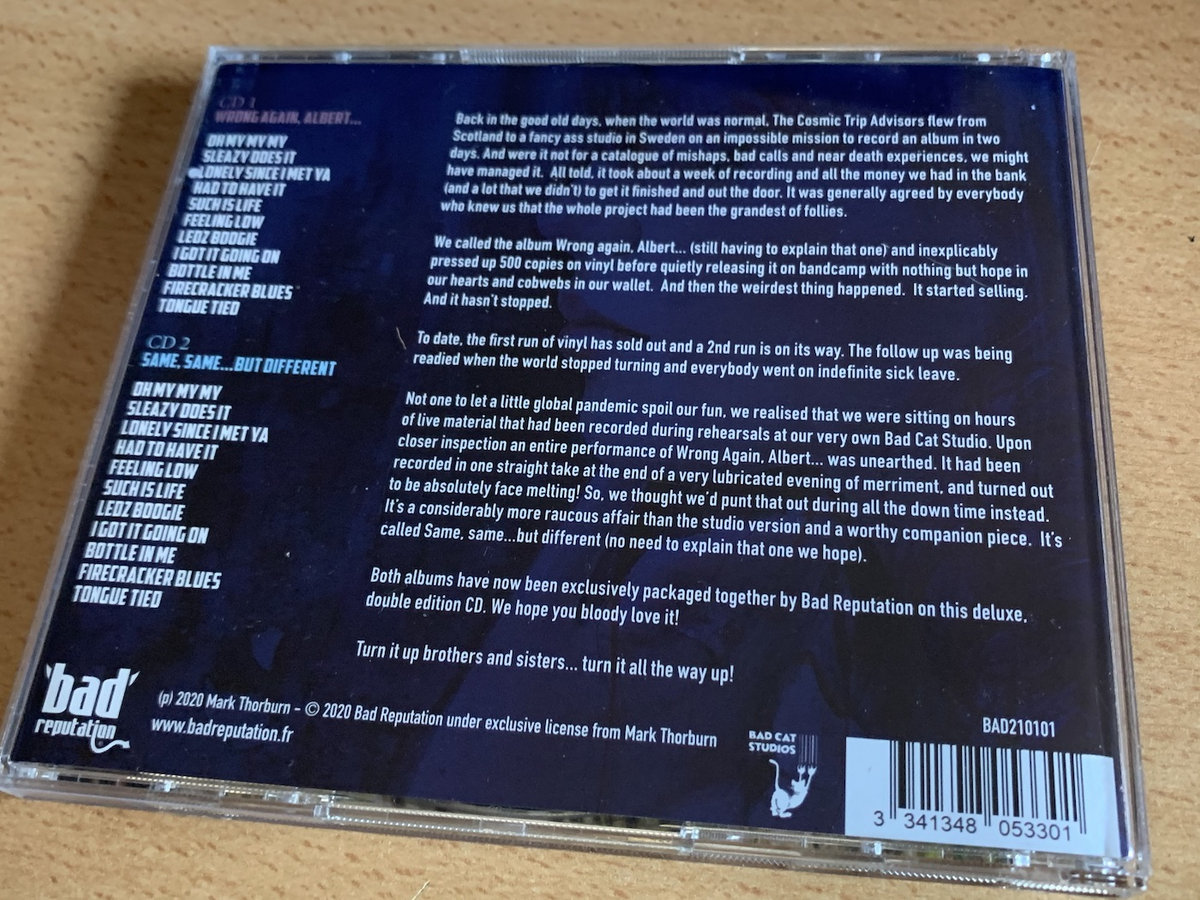 CD 1
WRONG AGAIN, ALBERT...
OH MY MY MY
SLEAZY DOES IT
LONELY SINCE I MET YA
HAD TO HAVE IT
SUCH IS LIFE
FEELING LOW
LEDZ BOOGIE
I GOT IT GOING ON
BOTTLE IN ME
FIRECRACKER BLUES
TONGUE TIED
CD 2
SAME, SAME...BUT DIFFERENT
OH MY MY MY
SLEAZY DOES IT
LONELY SINCE I MET YA
HAD TO HAVE IT
FEELING LOW
SUCH IS LIFE
LEDZ BOOGIE
I GOT IT GOING ON
BOTTLE IN ME
FIRECRACKER BLUES
TONGUE TIED
Back in the good old days, when the world was normal, The Cosmic Trip Advisors flew from
Scotland to a fancy ass studio in Sweden on an impossible mission to record an album in two
days. And were it not for a catalogue of mishaps, bad calls and near death experiences, we might
have managed it. All told, it took about a week of recording and all the money we had in the bank
(and a lot that we didn't) to get it finished and out the door. It was generally agreed by everybody
who knew us that the whole project had been the grandest of follies.
We called the album Wrong again, Albert... (still having to explain that one) and inexplicably
pressed up 500 copies on vinyl before quietly releasing it on bandcamp with nothing but hope in
our hearts and cobwebs in our wallet. And then the weirdest thing happened. It started selling.
And it hasn't stopped.
To date, the first run of vinyl has sold out and a 2nd run is on its way. The follow up was being
readied when the world stopped turning and everybody went on indefinite sick leave.
Not one to let a little global pandemic spoil our fun, we realised that we were sitting on hours
of live material that had been recorded during rehearsals at our very own Bad Cat Studio. Upon
closer inspection an entire performance of Wrong Again, Albert... was unearthed. It had been
recorded in one straight take at the end of a very lubricated evening of merriment, and turned out
to be absolutely face melting! So, we thought we'd punt that out during all the down time instead.
It's a considerably more raucous affair than the studio version and a worthy companion piece. It's
called Same, same...but different (no need to explain that one we hope).
Both albums have now been exclusively packaged together by Bad Reputation on this deluxe,
double edition CD. We hope you bloody love it!
Turn it up brothers and sisters... turn it all the way up!
bad
reputation
(p) 2020 Mark Thorburn - © 2020 Bad Reputation under exclusive license from Mark Thorburn
www.badreputation.fr
BAD CAT
STUDIOS
BAD210101
3 341348 053301